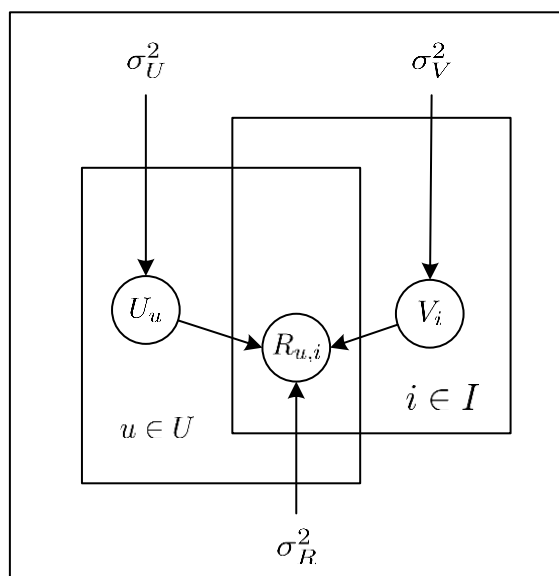 σ²_U σ²_V
U_u V_i
R_{u,i}
i ∈ I
u ∈ U
σ²_R